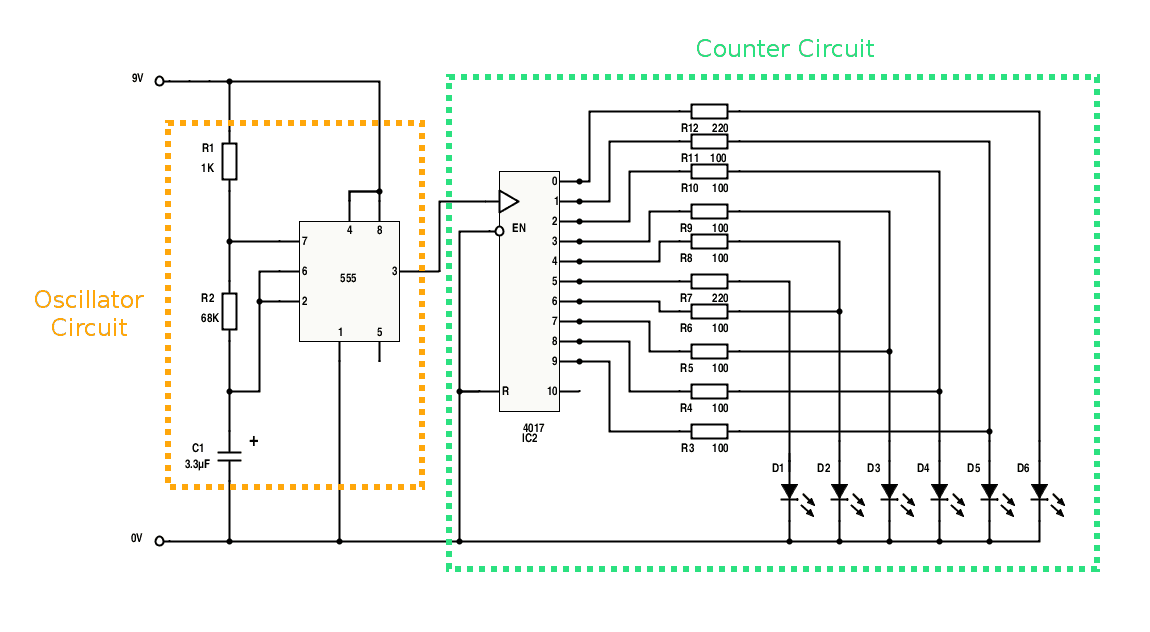 Counter Circuit
9V
R12 220
R1
1K
R11 100
0
R10 100
1
2
EN
4 8
R9 100
7
3
R8 100
4
6
555
3
5
R7 220
Oscillator
Circuit
R2
68K
2
6
R6 100
7
1 5
8
R5 100
9
R
10
R4 100
4017
IC2
+
C1
3.3µF
R3 100
D1 D2 D3 D4 D5 D6
0V